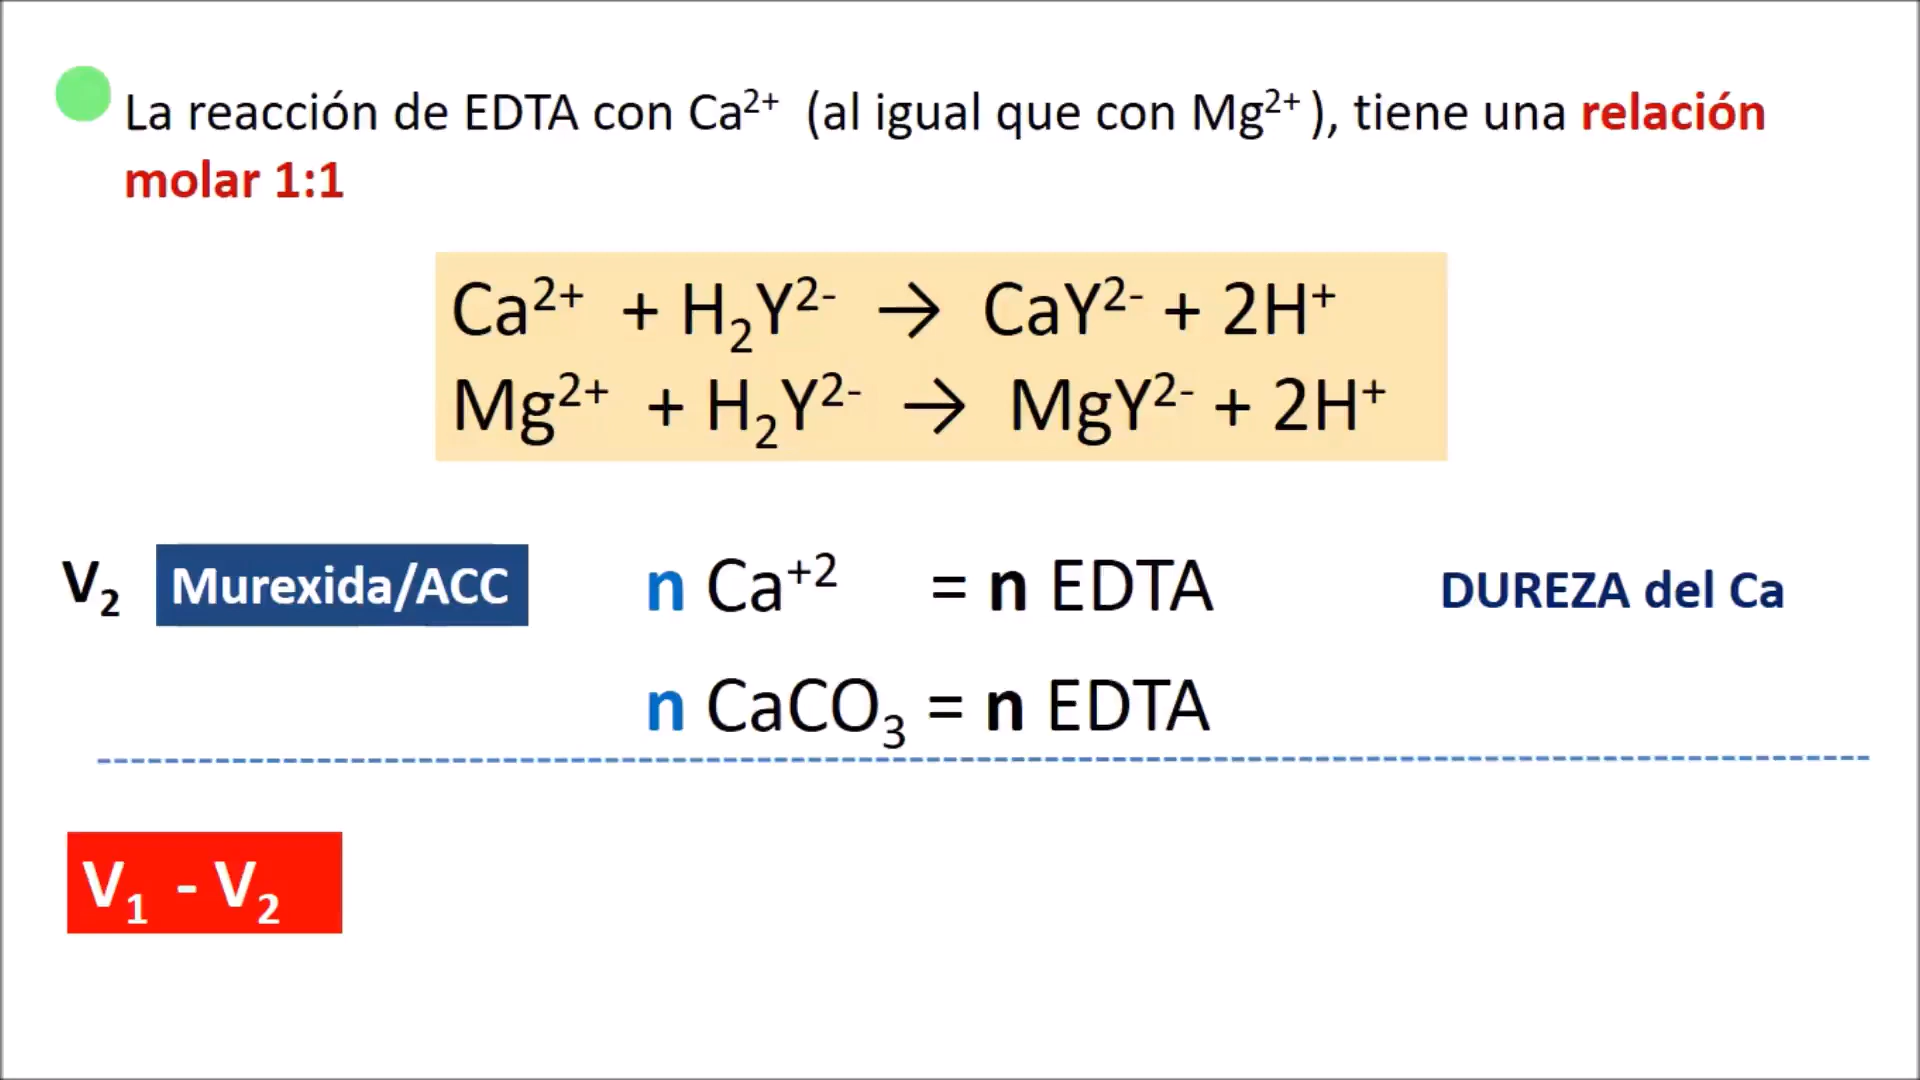 La reacción de EDTA con Ca²⁺ (al igual que con Mg²⁺ ), tiene una relación
molar 1:1
Ca²⁺ + H₂Y²⁻ → CaY²⁻ + 2H⁺
Mg²⁺ + H₂Y²⁻ → MgY²⁻ + 2H⁺
V₂ Murexida/ACC n Ca⁺² = n EDTA DUREZA del Ca
n CaCO₃ = n EDTA
V₁ - V₂